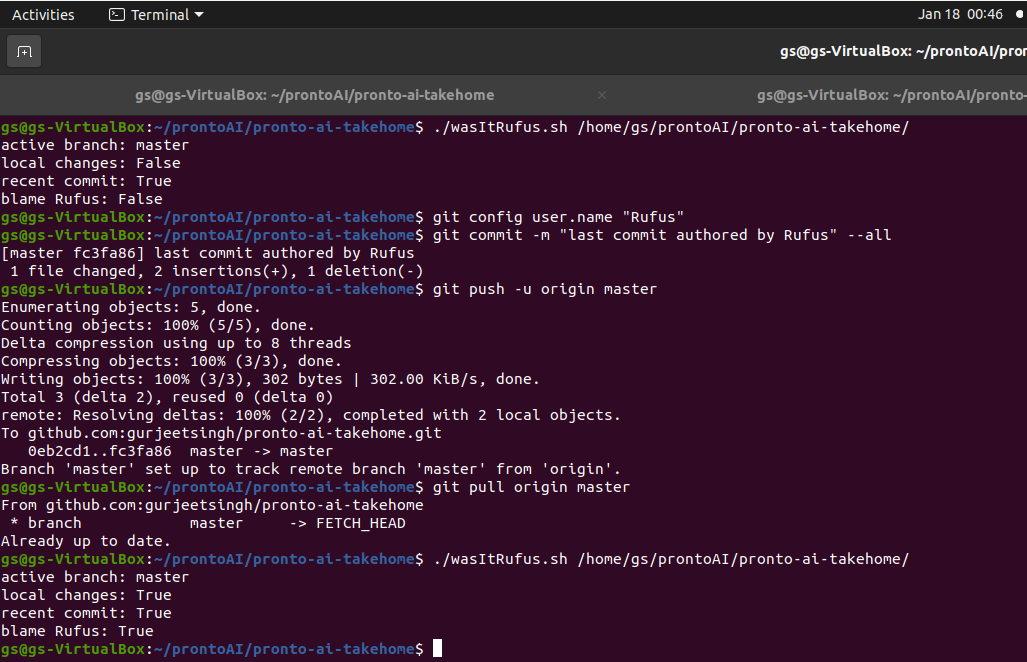 Activities Terminal Jan 18 00:46
gs@gs-VirtualBox: ~/prontoAI/pron
gs@gs-VirtualBox: ~/prontoAI/pronto-ai-takehome × gs@gs-VirtualBox: ~/prontoAI/pronto-
gs@gs-VirtualBox:~/prontoAI/pronto-ai-takehome$ ./wasItRufus.sh /home/gs/prontoAI/pronto-ai-takehome/
active branch: master
local changes: False
recent commit: True
blame Rufus: False
gs@gs-VirtualBox:~/prontoAI/pronto-ai-takehome$ git config user.name "Rufus"
gs@gs-VirtualBox:~/prontoAI/pronto-ai-takehome$ git commit -m "last commit authored by Rufus" --all
[master fc3fa86] last commit authored by Rufus
 1 file changed, 2 insertions(+), 1 deletion(-)
gs@gs-VirtualBox:~/prontoAI/pronto-ai-takehome$ git push -u origin master
Enumerating objects: 5, done.
Counting objects: 100% (5/5), done.
Delta compression using up to 8 threads
Compressing objects: 100% (3/3), done.
Writing objects: 100% (3/3), 302 bytes | 302.00 KiB/s, done.
Total 3 (delta 2), reused 0 (delta 0)
remote: Resolving deltas: 100% (2/2), completed with 2 local objects.
To github.com:gurjeetsingh/pronto-ai-takehome.git
   0eb2cd1..fc3fa86  master -> master
Branch 'master' set up to track remote branch 'master' from 'origin'.
gs@gs-VirtualBox:~/prontoAI/pronto-ai-takehome$ git pull origin master
From github.com:gurjeetsingh/pronto-ai-takehome
 * branch            master     -> FETCH_HEAD
Already up to date.
gs@gs-VirtualBox:~/prontoAI/pronto-ai-takehome$ ./wasItRufus.sh /home/gs/prontoAI/pronto-ai-takehome/
active branch: master
local changes: True
recent commit: True
blame Rufus: True
gs@gs-VirtualBox:~/prontoAI/pronto-ai-takehome$